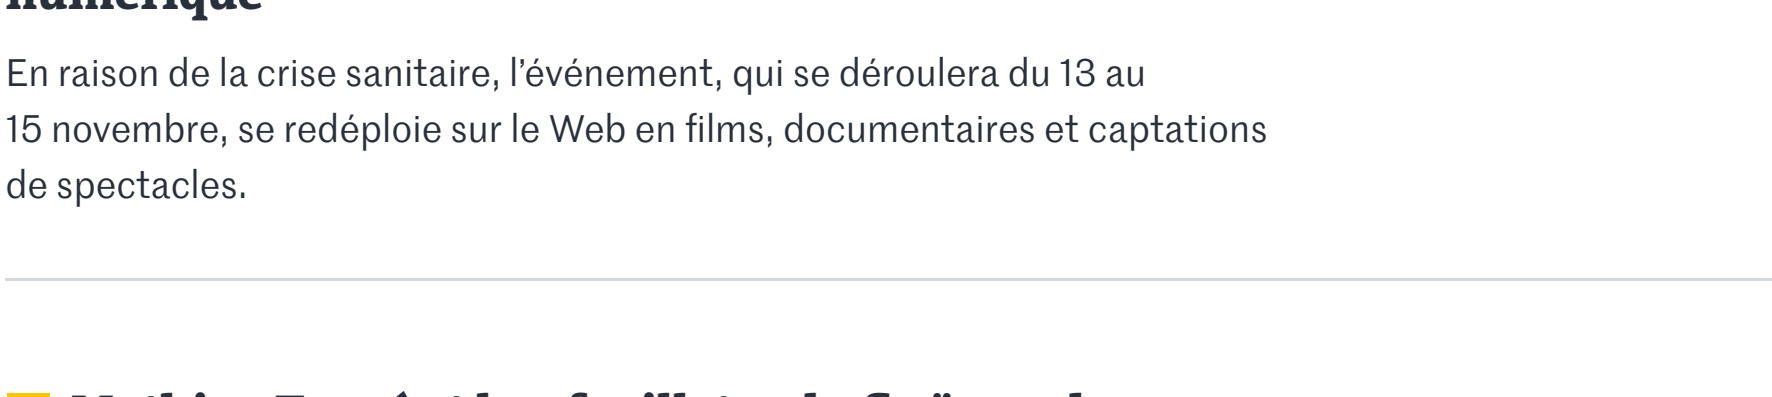 numérique
En raison de la crise sanitaire, l’événement, qui se déroulera du 13 au
15 novembre, se redéploie sur le Web en films, documentaires et captations
de spectacles.